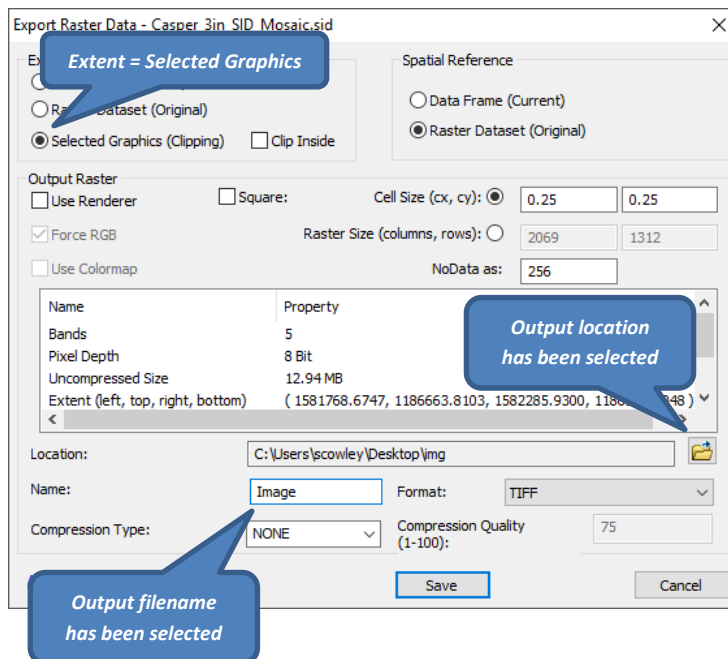 Export Raster Data - Casper_3in_SID_Mosaic.sid
Extent = Selected Graphics
Spatial Reference
Data Frame (Current)
Dataset (Original)
Raster Dataset (Original)
Selected Graphics (Clipping)
Clip Inside
Output Raster
Use Renderer
Square:
Cell Size (cx, cy):
0.25
0.25
Force RGB
Raster Size (columns, rows):
2069
1312
Use Colormap
NoData as:
256
Name
Property
Bands
5
Pixel Depth
8 Bit
Uncompressed Size
12.94 MB
Extent (left, top, right, bottom)
( 1581768.6747, 1186663.8103, 1582285.9300,
Output location
has been selected
Location:
C:\Users\scowley\Desktop\img
Name:
Image
Format:
TIFF
Compression Type:
NONE
Compression Quality
(1-100):
75
Save
Cancel
Output filename
has been selected